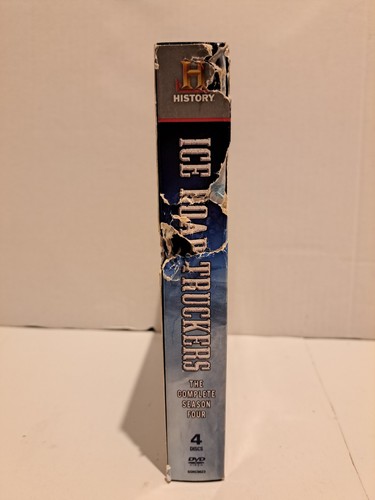 H
HISTORY
ICE ROAD TRUCKERS
THE
COMPLETE
SEASON
FOUR
4
DISCS
DVD